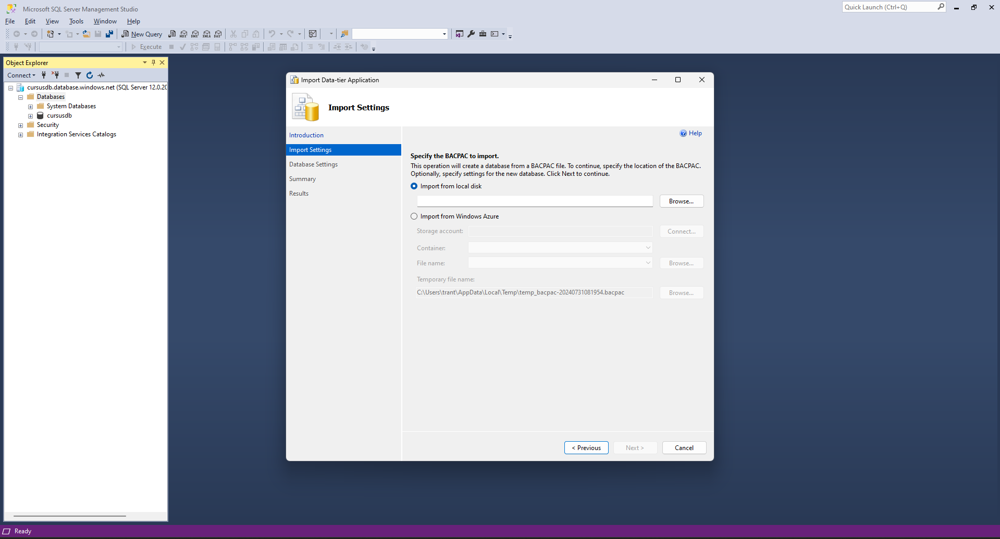 Microsoft SQL Server Management Studio
Quick Launch (Ctrl+Q)
File Edit View Tools Window Help
New Query MDX DMX XMLA DAX
Execute
Object Explorer
Connect
cursusdb.database.windows.net (SQL Server 12.0.20
Databases
System Databases
cursusdb
Security
Integration Services Catalogs
Import Data-tier Application
Import Settings
Help
Introduction
Import Settings
Database Settings
Summary
Results
Specify the BACPAC to import.
This operation will create a database from a BACPAC file. To continue, specify the location of the BACPAC.
Optionally, specify settings for the new database. Click Next to continue.
Import from local disk
Browse...
Import from Windows Azure
Storage account:
Connect...
Container:
File name:
Browse...
Temporary file name:
C:\Users\trant\AppData\Local\Temp\temp_bacpac-20240731081954.bacpac
Browse...
< Previous Next > Cancel
Ready